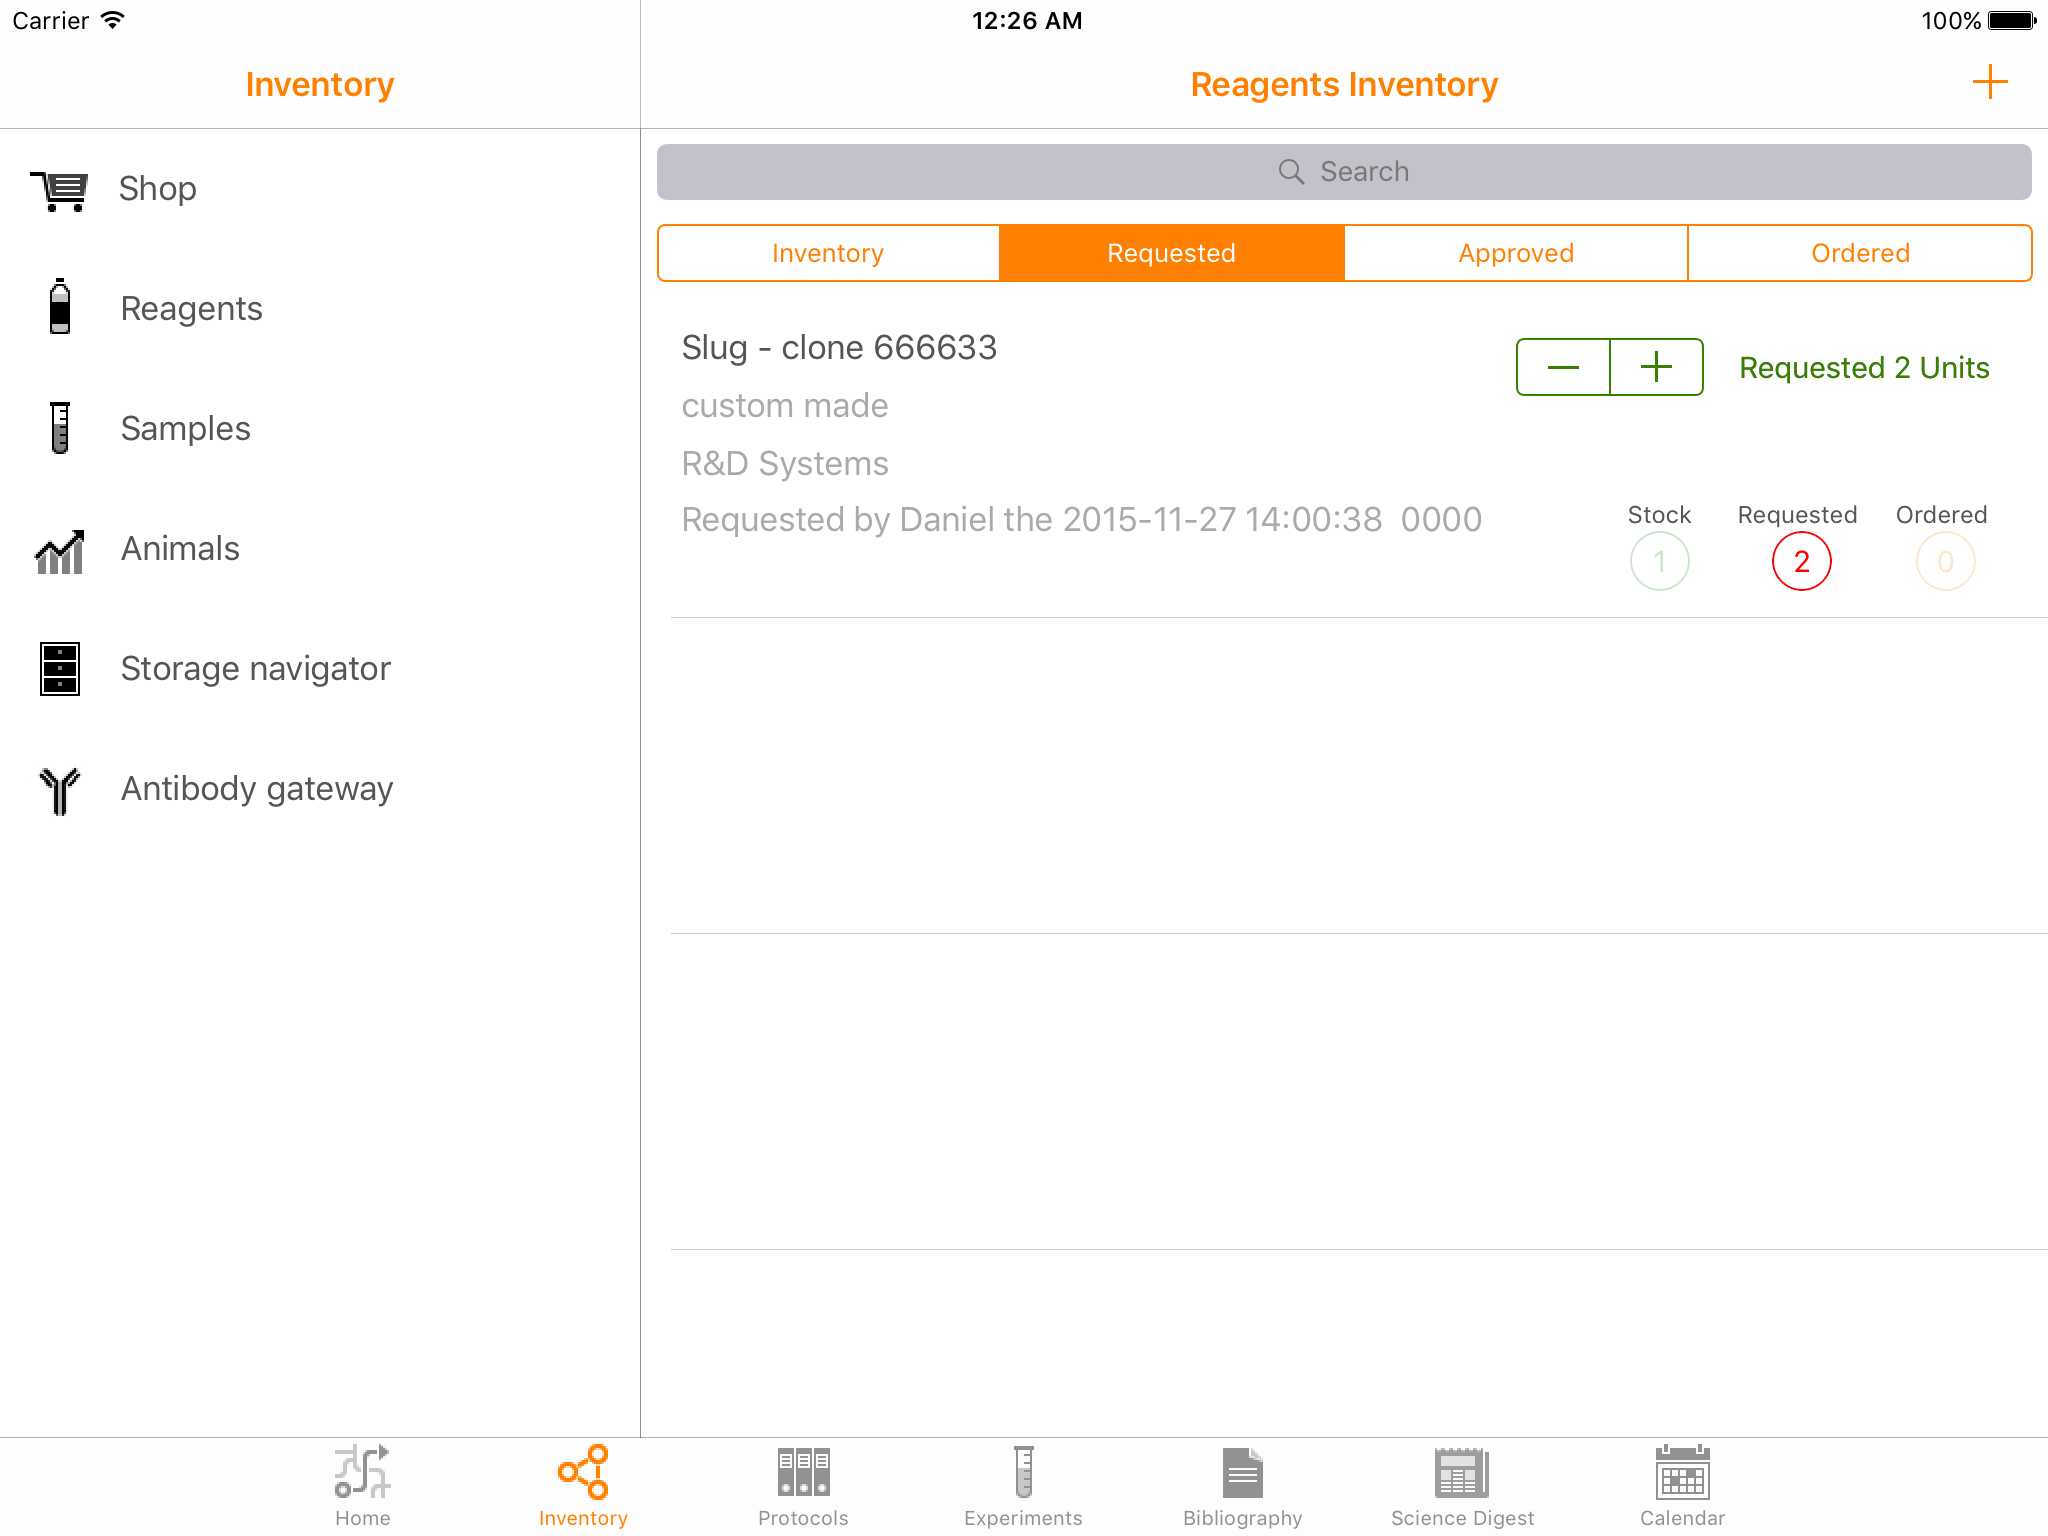 Carrier
12:26 AM
100%
Inventory
Reagents Inventory
Shop
Reagents
Samples
Animals
Storage navigator
Antibody gateway
Search
Inventory
Requested
Approved
Ordered
Slug - clone 666633
custom made
R&D Systems
Requested by Daniel the 2015-11-27 14:00:38  0000
Requested 2 Units
Stock
Requested
Ordered
1
2
0
Home
Inventory
Protocols
Experiments
Bibliography
Science Digest
Calendar